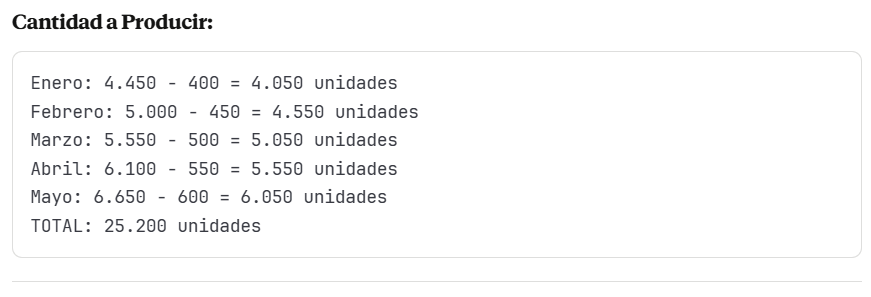 Cantidad a Producir:
Enero: 4.450 - 400 = 4.050 unidades
Febrero: 5.000 - 450 = 4.550 unidades
Marzo: 5.550 - 500 = 5.050 unidades
Abril: 6.100 - 550 = 5.550 unidades
Mayo: 6.650 - 600 = 6.050 unidades
TOTAL: 25.200 unidades